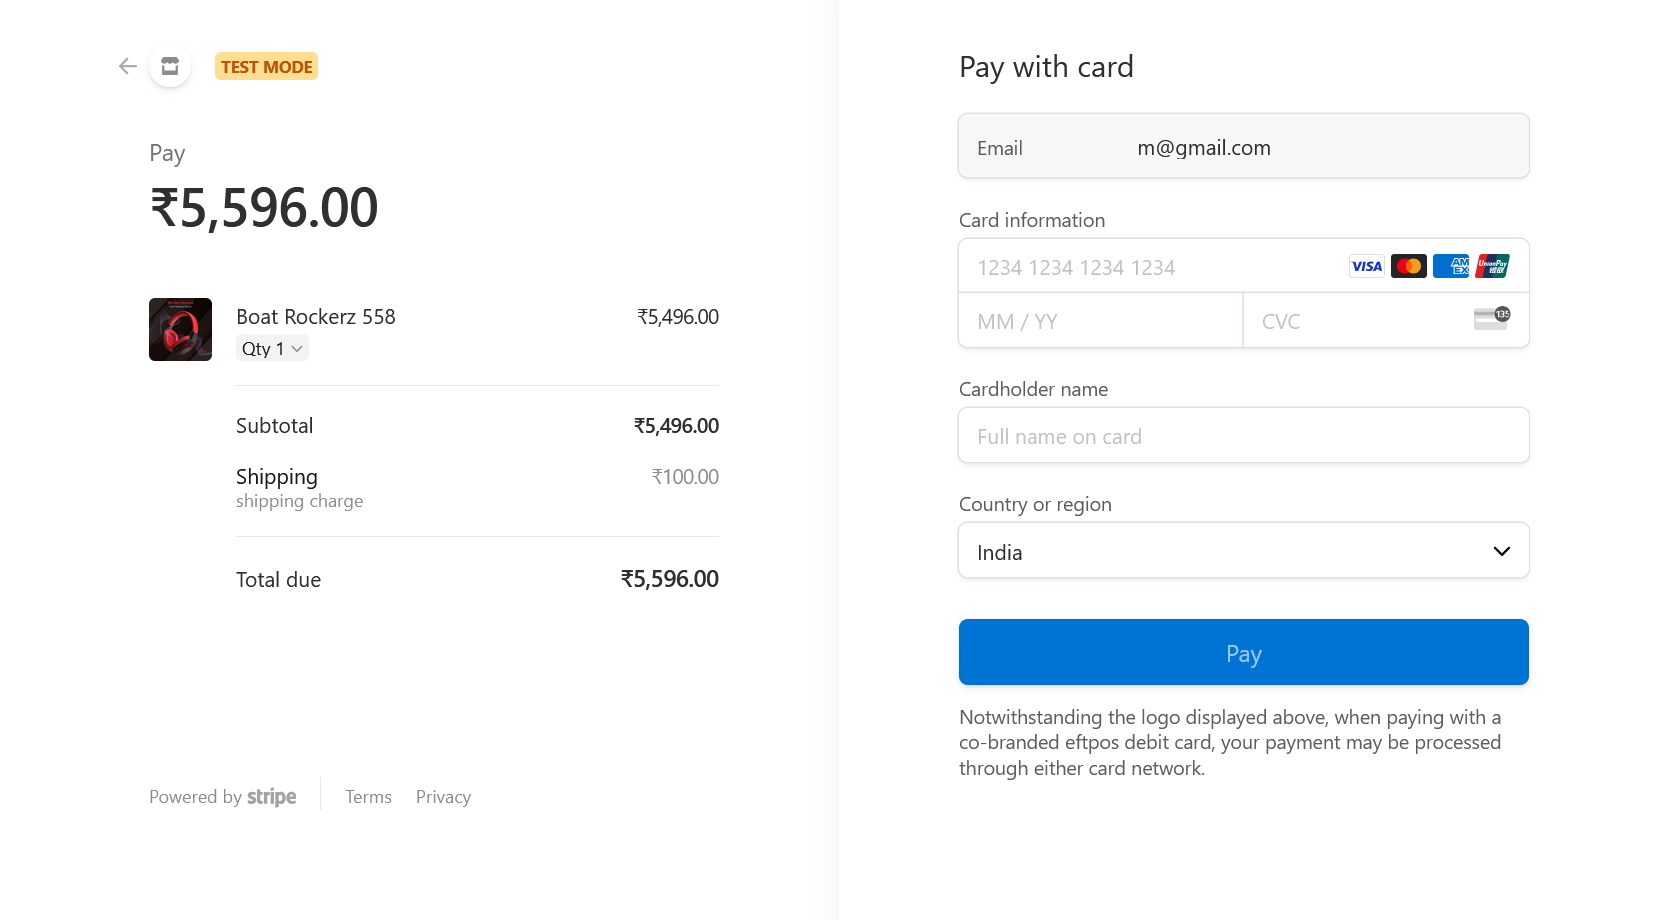 TEST MODE
Pay
₹5,596.00
Boat Rockerz 558 ₹5,496.00
Qty 1
Subtotal ₹5,496.00
Shipping ₹100.00
shipping charge
Total due ₹5,596.00
Powered by stripe Terms Privacy
Pay with card
Email m@gmail.com
Card information
1234 1234 1234 1234 VISA AMEX UnionPay 银联
MM / YY CVC 135
Cardholder name
Full name on card
Country or region
India
Pay
Notwithstanding the logo displayed above, when paying with a
co-branded eftpos debit card, your payment may be processed
through either card network.